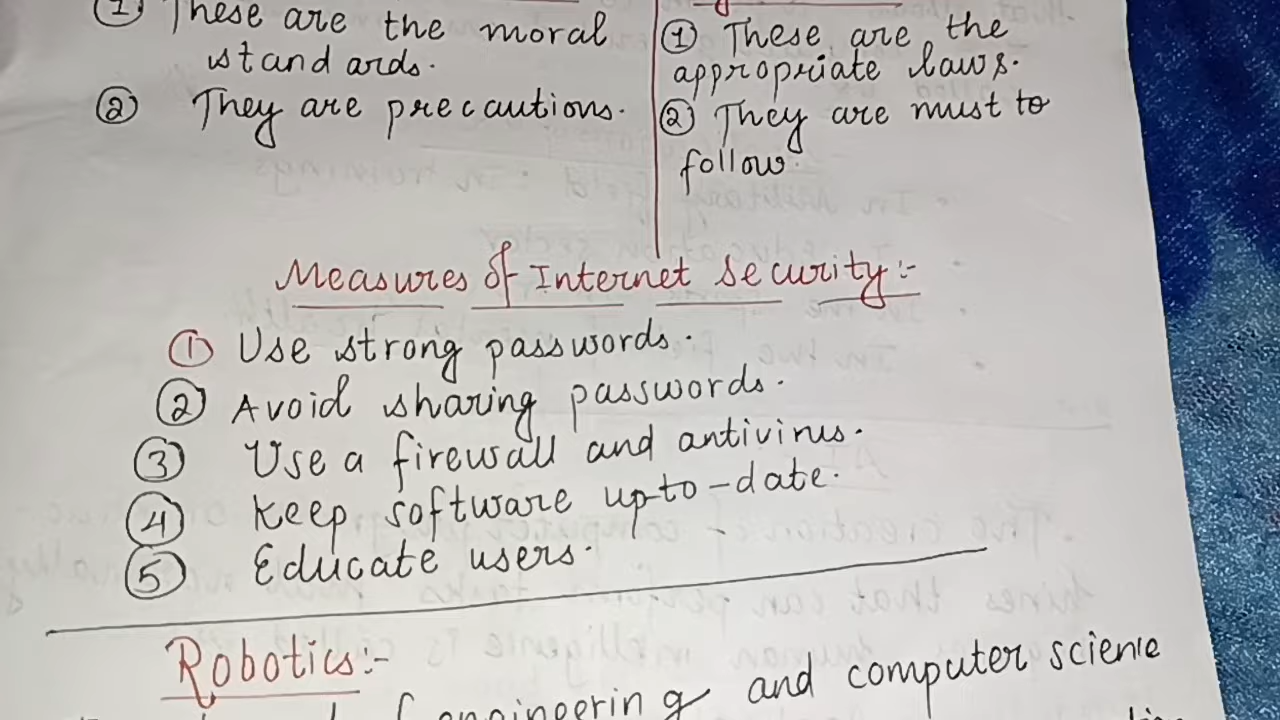 ① These are the moral
standards.
② They are precautions.
① These are the
appropriate laws.
② They are must to
follow.
Measures of Internet security:-
① Use strong passwords.
② Avoid sharing passwords.
③ Use a firewall and antivirus.
④ Keep software up-to-date.
⑤ Educate users.
Robotics:-
engineering and computer science